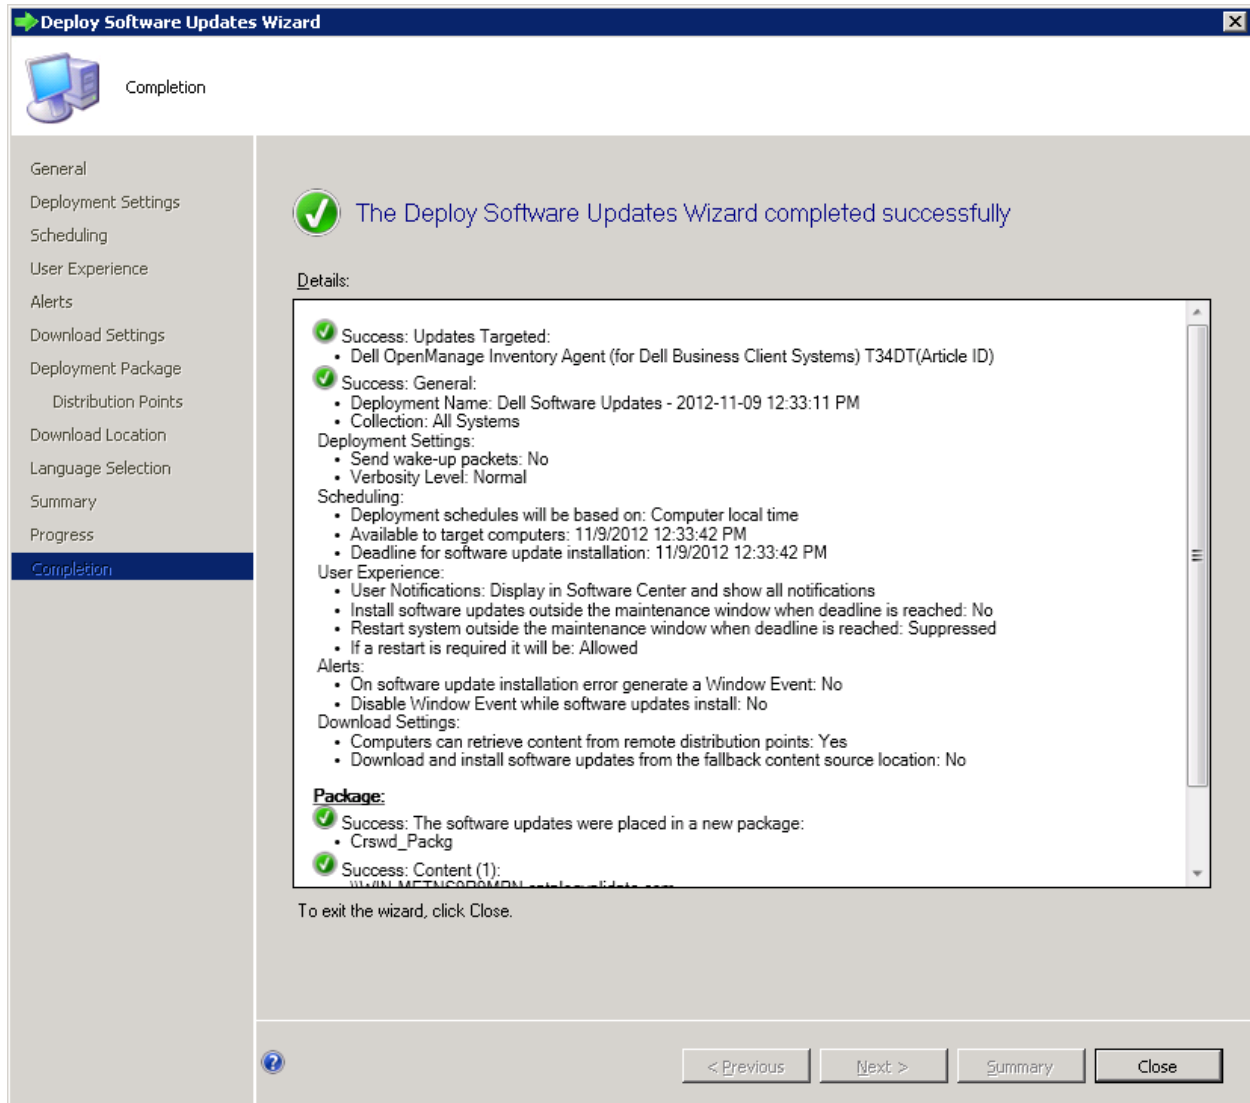 Deploy Software Updates Wizard
Completion
General
Deployment Settings
Scheduling
User Experience
Alerts
Download Settings
Deployment Package
Distribution Points
Download Location
Language Selection
Summary
Progress
Completion
The Deploy Software Updates Wizard completed successfully
Details:
Success: Updates Targeted:
• Dell OpenManage Inventory Agent (for Dell Business Client Systems) T34DT(Article ID)
Success: General:
• Deployment Name: Dell Software Updates - 2012-11-09 12:33:11 PM
• Collection: All Systems
Deployment Settings:
• Send wake-up packets: No
• Verbosity Level: Normal
Scheduling:
• Deployment schedules will be based on: Computer local time
• Available to target computers: 11/9/2012 12:33:42 PM
• Deadline for software update installation: 11/9/2012 12:33:42 PM
User Experience:
• User Notifications: Display in Software Center and show all notifications
• Install software updates outside the maintenance window when deadline is reached: No
• Restart system outside the maintenance window when deadline is reached: Suppressed
• If a restart is required it will be: Allowed
Alerts:
• On software update installation error generate a Window Event: No
• Disable Window Event while software updates install: No
Download Settings:
• Computers can retrieve content from remote distribution points: Yes
• Download and install software updates from the fallback content source location: No
Package:
Success: The software updates were placed in a new package:
• Crswd_Packg
Success: Content (1):
To exit the wizard, click Close.
< Previous
Next >
Summary
Close